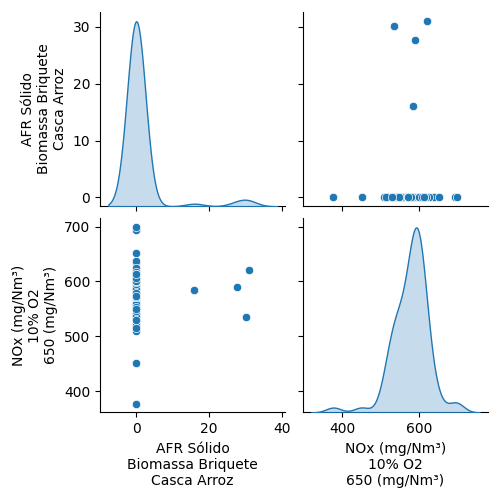 AFR Sólido
Biomassa Briquete
Casca Arroz
30
20
10
0
NOx (mg/Nm³)
10% O2
650 (mg/Nm³)
700
600
500
400
0
20
40
AFR Sólido
Biomassa Briquete
Casca Arroz
400
600
NOx (mg/Nm³)
10% O2
650 (mg/Nm³)